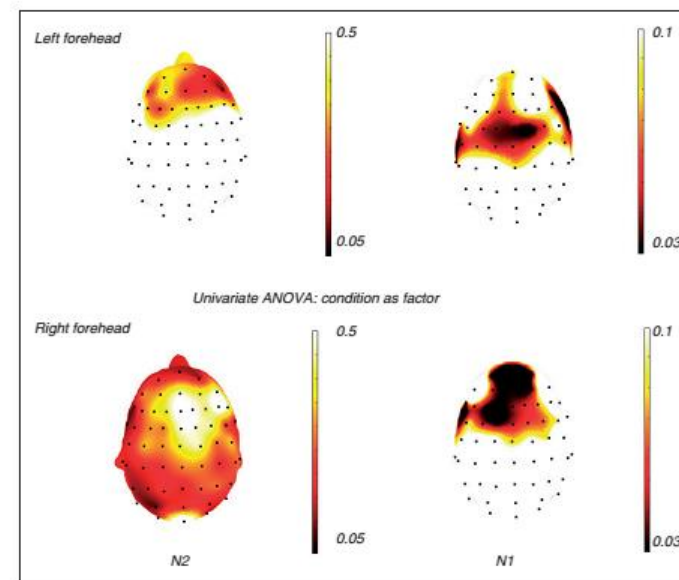 Left forehead
0.5
0.1
0.05
0.03
Univariate ANOVA: condition as factor
Right forehead
0.5
0.1
0.05
0.03
N2
N1